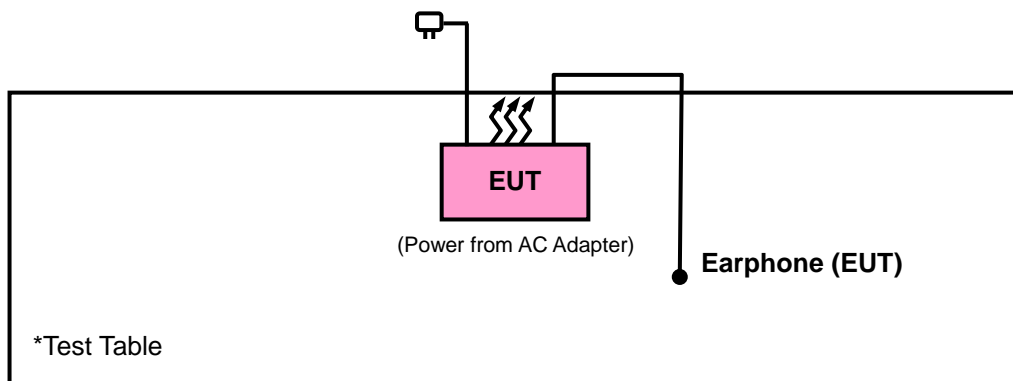 EUT
(Power from AC Adapter)
Earphone (EUT)
*Test Table